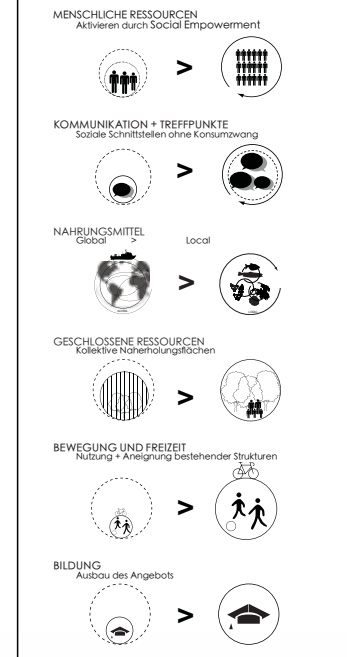 MENSCHLICHE RESSOURCEN
Aktivieren durch Social Empowerment
>
KOMMUNIKATION + TREFFPUNKTE
Soziale Schnittstellen ohne Konsumzwang
>
NAHRUNGSMITTEL
Global > Local
>
GESCHLOSSENE RESSOURCEN
Kollektive Naherholungsflächen
>
BEWEGUNG UND FREIZEIT
Nutzung + Aneignung bestehender Strukturen
>
BILDUNG
Ausbau des Angebots
>